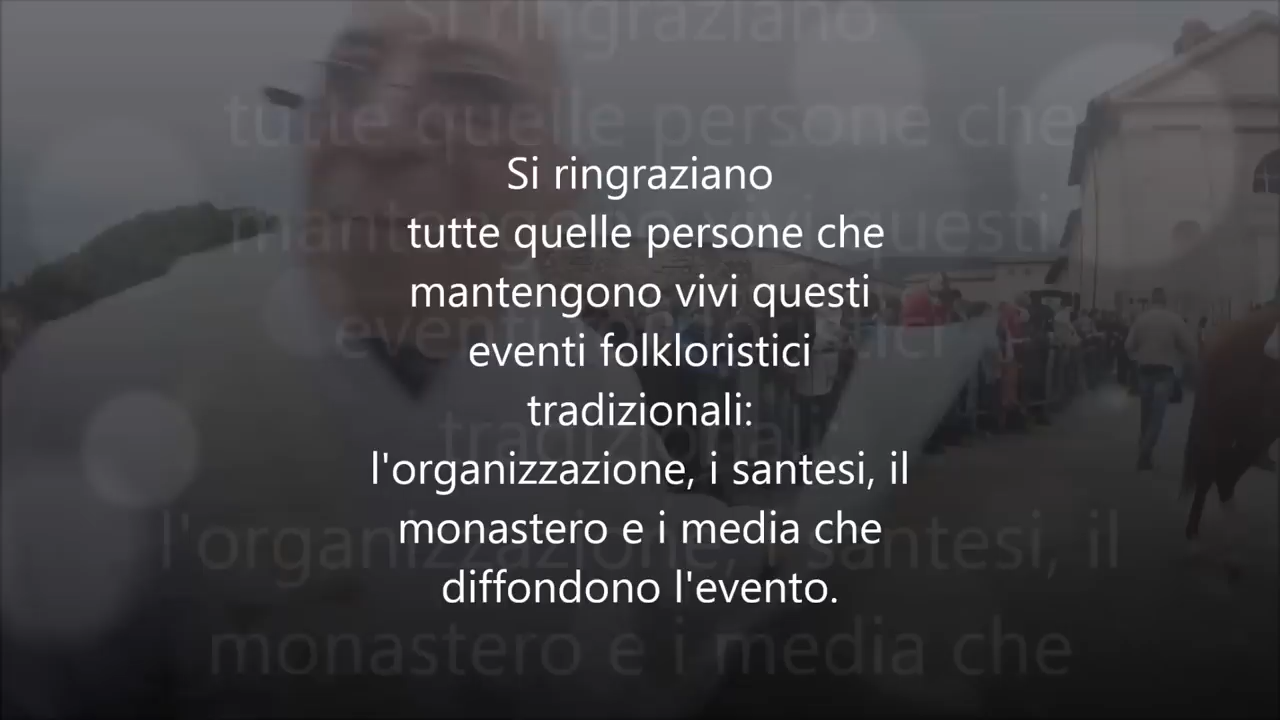 Si ringraziano
tutte quelle persone che
mantengono vivi questi
eventi folkloristici
tradizionali:
l'organizzazione, i santesi, il
monastero e i media che
diffondono l'evento.